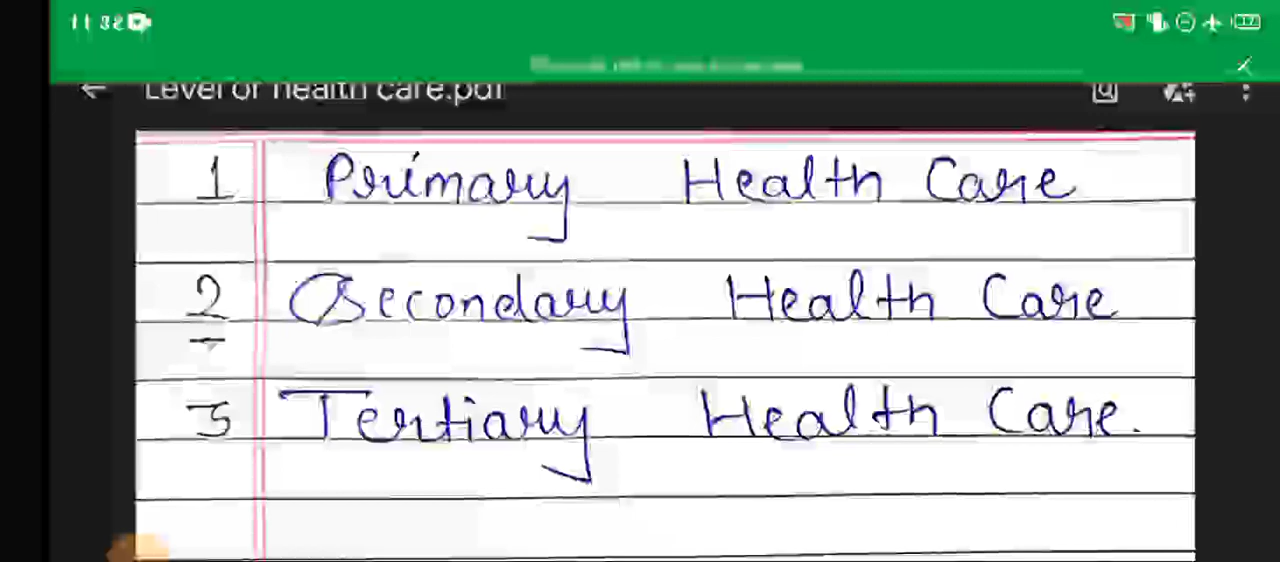 11 32
Level of health care.pdf
1 Primary Health Care
2 Secondary Health Care
3 Tertiary Health Care.